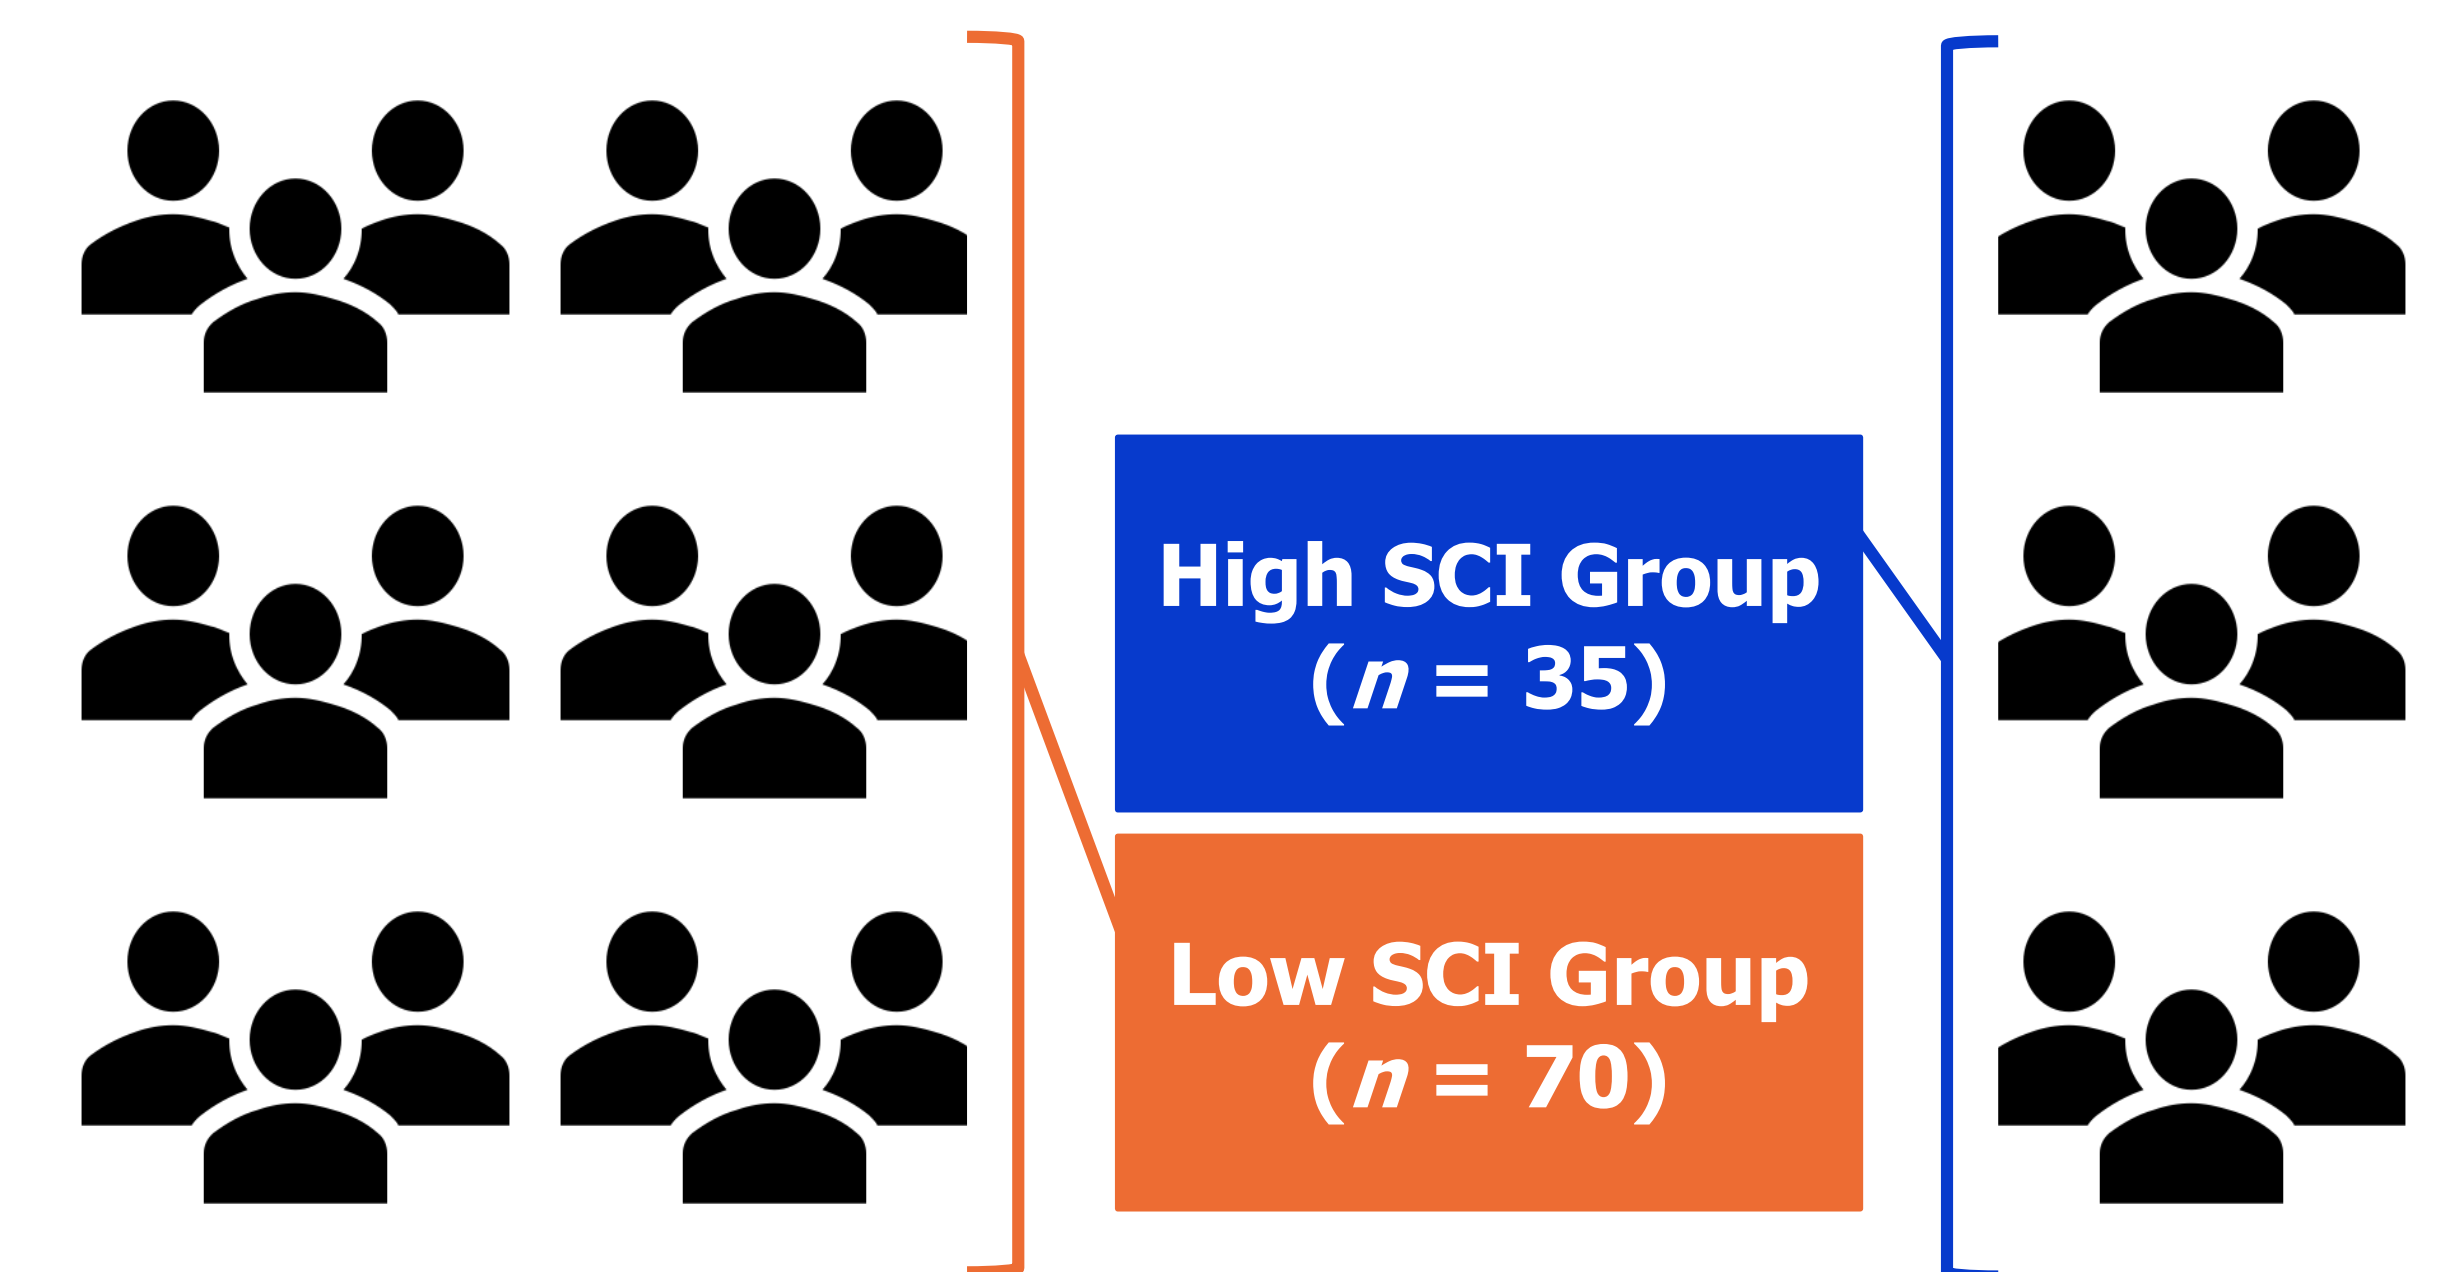 High SCI Group
(n = 35)
Low SCI Group
(n = 70)